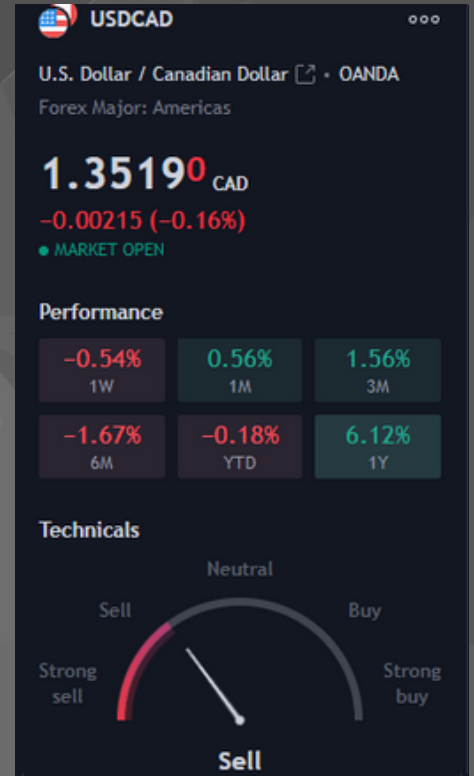 USDCAD
U.S. Dollar / Canadian Dollar • OANDA
Forex Major: Americas
1.35190 CAD
−0.00215 (−0.16%)
● MARKET OPEN
Performance
−0.54% 0.56% 1.56%
1W 1M 3M
−1.67% −0.18% 6.12%
6M YTD 1Y
Technicals
Neutral
Sell Buy
Strong sell Strong buy
Sell